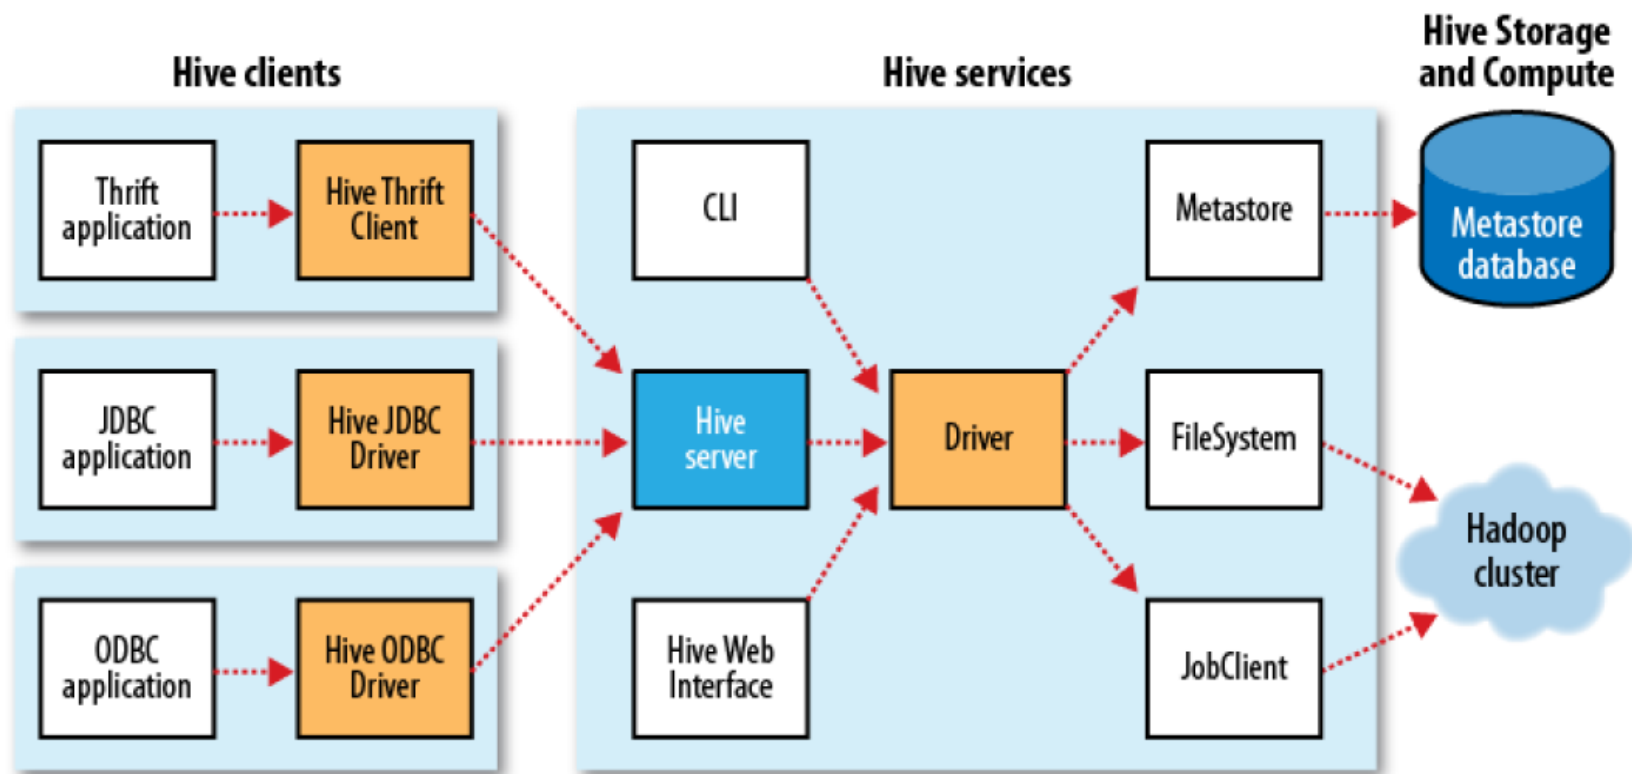 Hive clients
Hive services
Hive Storage
and Compute
Thrift
application
Hive Thrift
Client
CLI
Metastore
Metastore
database
JDBC
application
Hive JDBC
Driver
Hive
server
Driver
FileSystem
Hadoop
cluster
ODBC
application
Hive ODBC
Driver
Hive Web
Interface
JobClient